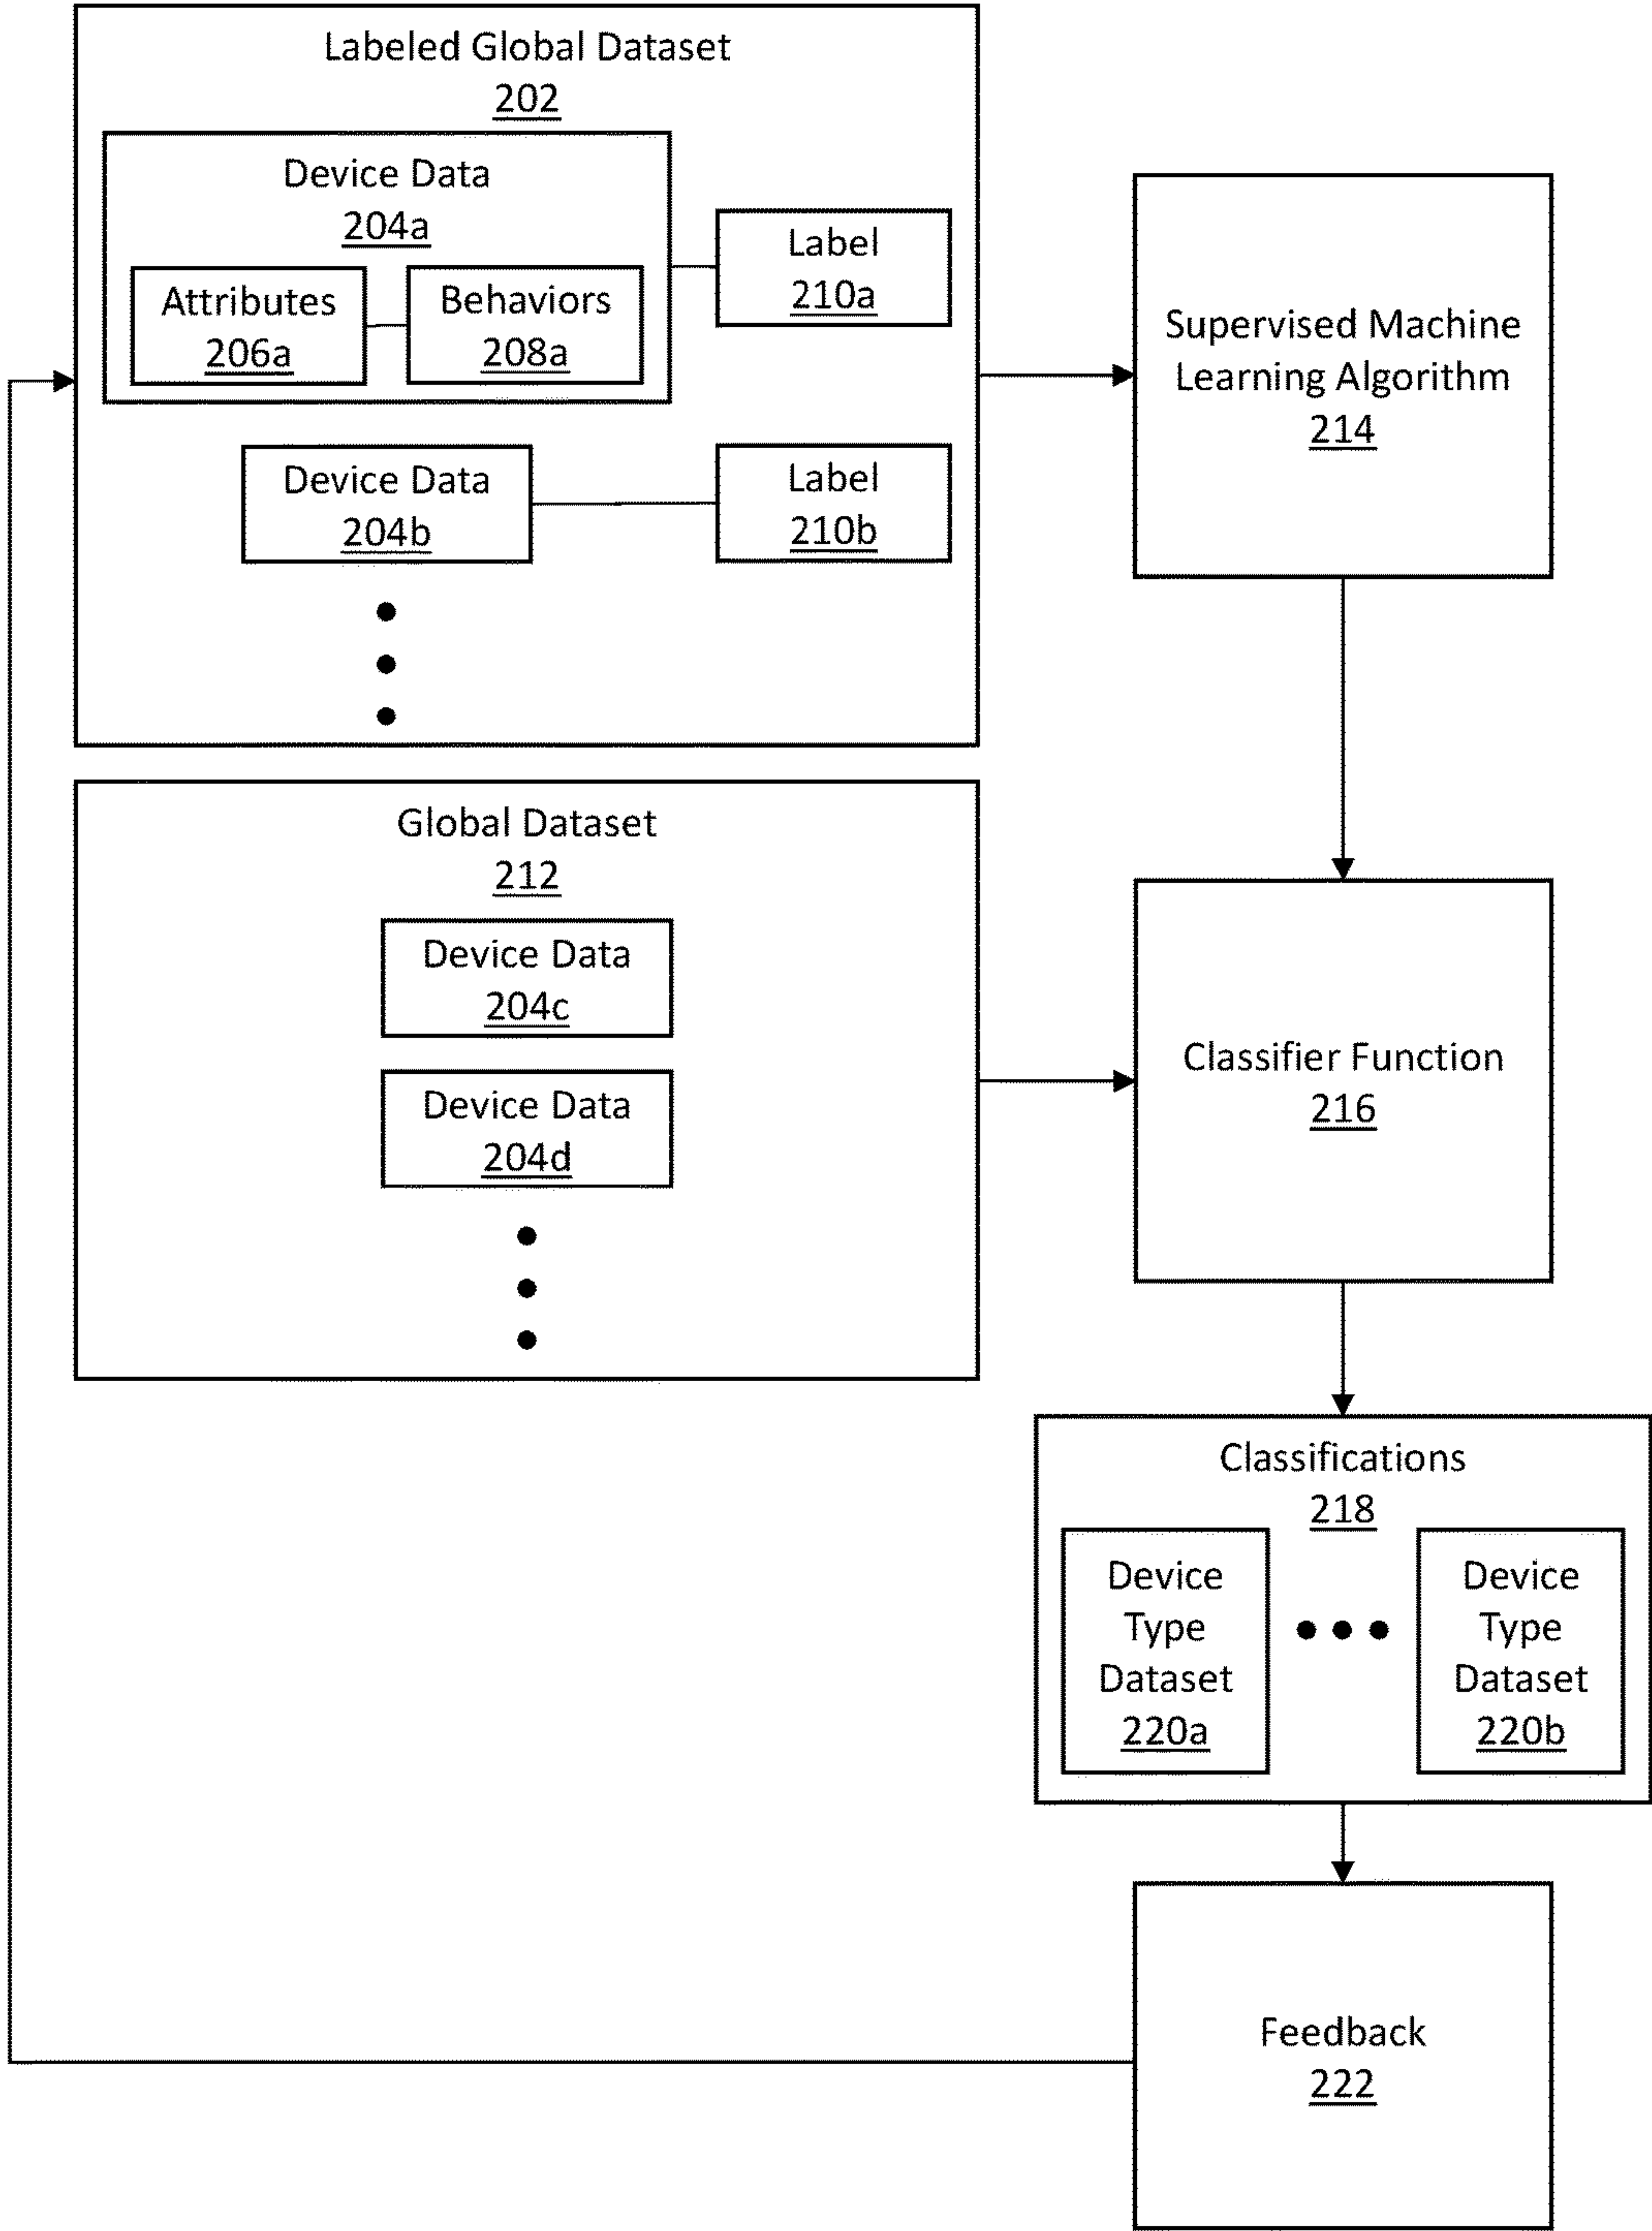 Labeled Global Dataset
202
Device Data
204a
Attributes
206a
Behaviors
208a
Label
210a
Device Data
204b
Label
210b
Supervised Machine
Learning Algorithm
214
Global Dataset
212
Device Data
204c
Device Data
204d
Classifier Function
216
Classifications
218
Device
Type
Dataset
220a
Device
Type
Dataset
220b
Feedback
222